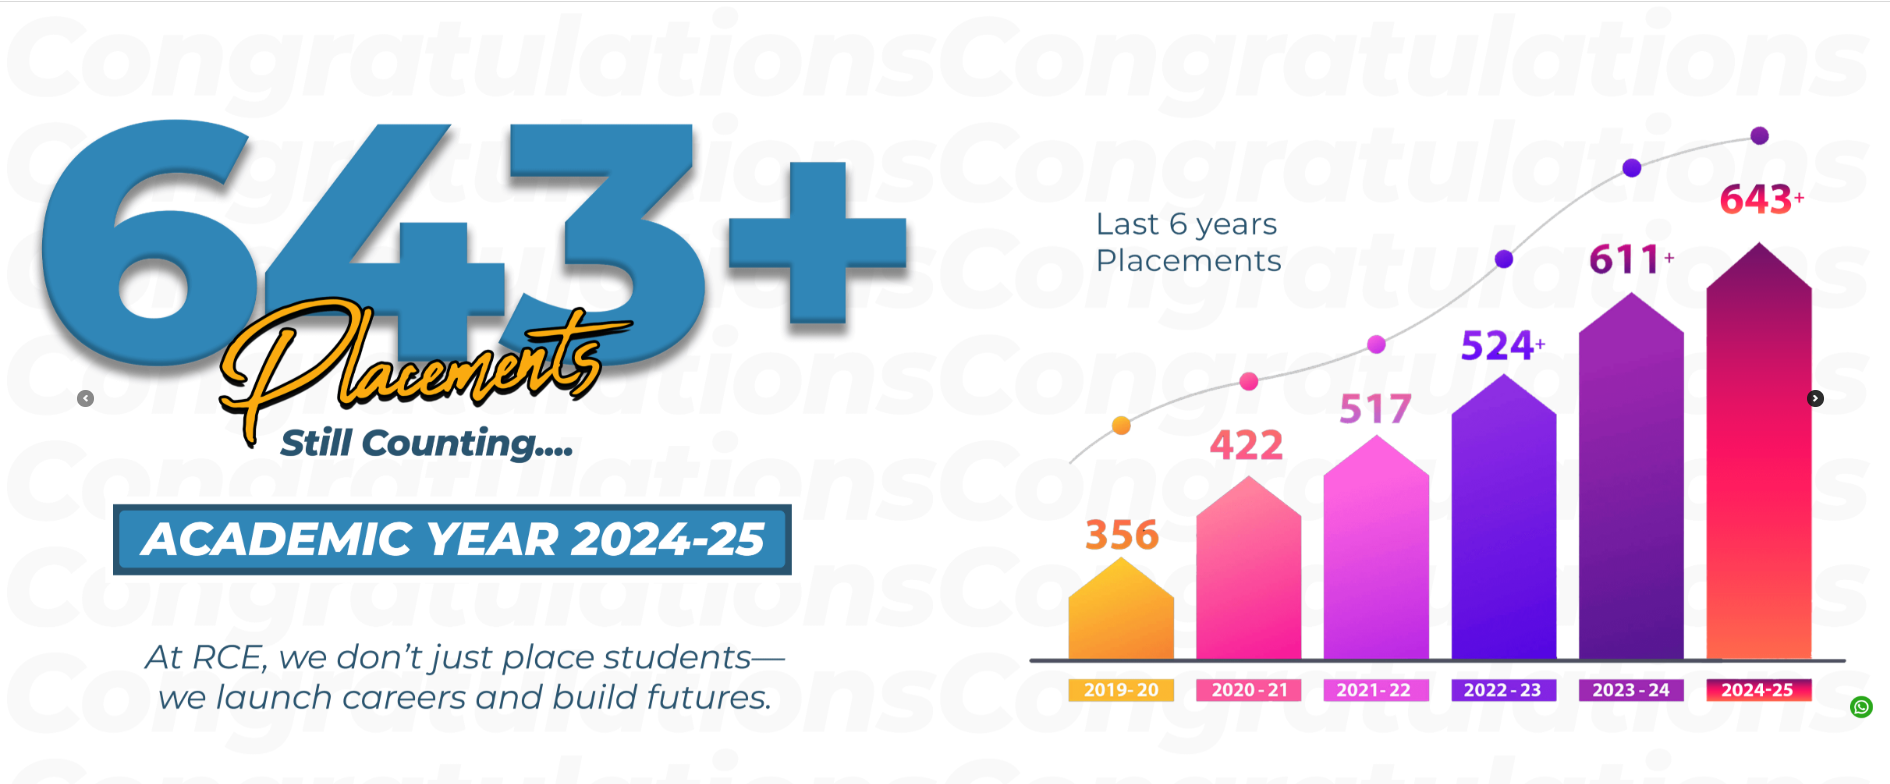 CongratulationsCongratulations
643+
Placements
Still Counting....
ACADEMIC YEAR 2024-25
At RCE, we don't just place students—
we launch careers and build futures.
Last 6 years
Placements
356
422
517
524+
611+
643+
2019-20
2020-21
2021-22
2022-23
2023-24
2024-25